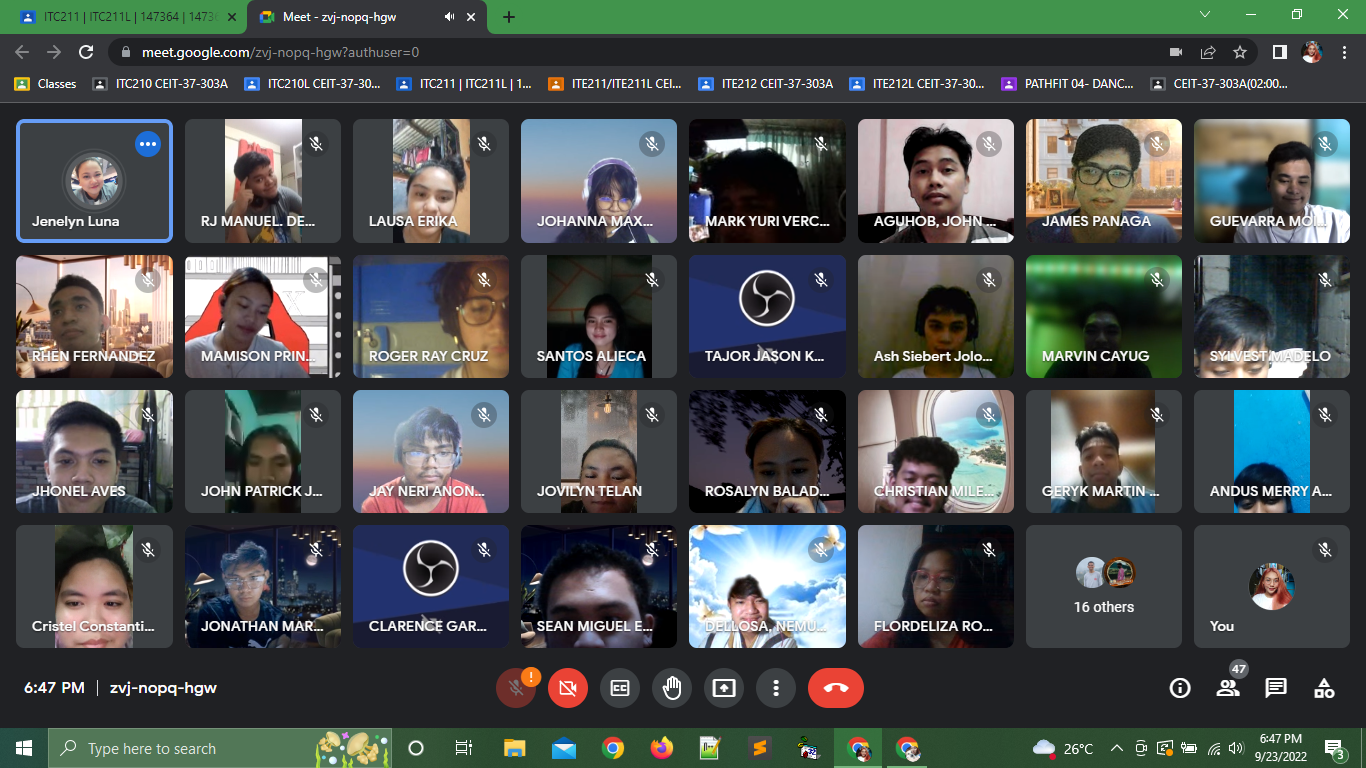 ITC211 | ITC211L | 147364 | 1473
Meet - zvj-nopq-hgw
meet.google.com/zvj-nopq-hgw?authuser=0
Classes
ITC210 CEIT-37-303A
ITC210L CEIT-37-30...
ITC211 | ITC211L | 1...
ITE211/ITE211L CEI...
ITE212 CEIT-37-303A
ITE212L CEIT-37-30...
PATHFIT 04- DANC...
CEIT-37-303A(02:00...
Jenelyn Luna
RJ MANUEL. DE...
LAUSA ERIKA
JOHANNA MAX...
MARK YURI VERC...
AGUHOB, JOHN ...
JAMES PANAGA
GUEVARRA MOI...
RHEN FERNANDEZ
MAMISON PRIN...
ROGER RAY CRUZ
SANTOS ALIECA
TAJOR JASON K...
Ash Siebert Jolo...
MARVIN CAYUG
SYLVEST MADELO
JHONEL AVES
JOHN PATRICK J...
JAY NERI ANON...
JOVILYN TELAN
ROSALYN BALAD...
CHRISTIAN MILE...
GERYK MARTIN ...
ANDUS MERRY A...
Cristel Constanti...
JONATHAN MAR...
CLARENCE GAR...
SEAN MIGUEL E...
DELLOSA, NEMU...
FLORDELIZA RO...
16 others
You
6:47 PM | zvj-nopq-hgw
!
CC
47
Type here to search
26°C
6:47 PM
9/23/2022
3